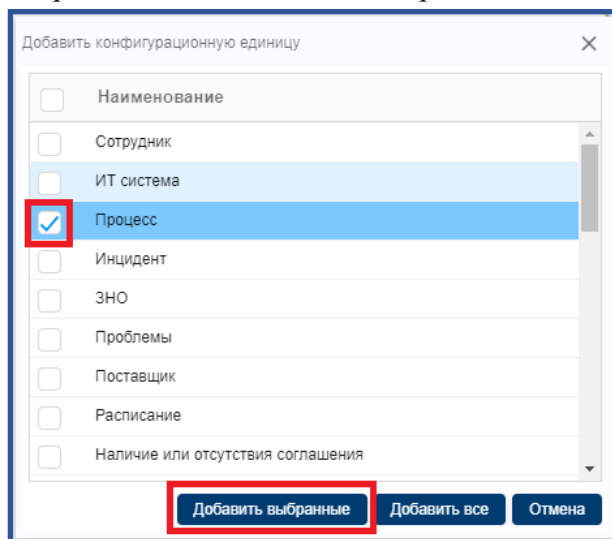 Добавить конфигурационную единицу
Наименование
Сотрудник
ИТ система
Процесс
Инцидент
ЗНО
Проблемы
Поставщик
Расписание
Наличие или отсутствия соглашения
Добавить выбранные Добавить все Отмена